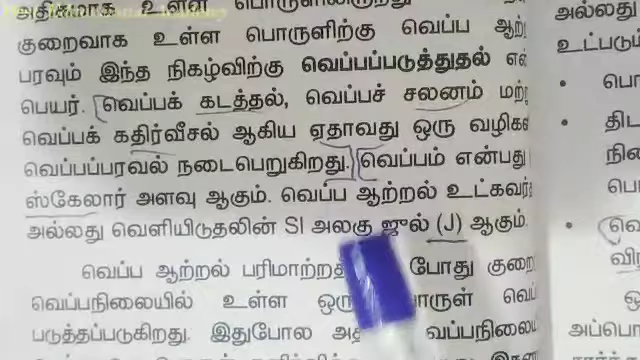 அதிகமாக உள்ள பொருளிலிருந்து
குறைவாக உள்ள பொருளுக்கு வெப்ப ஆற்
பரவும் இந்த நிகழ்விற்கு வெப்பப்படுத்துதல் என்
பெயர். வெப்பக் கடத்தல், வெப்பச் சலனம் மற்
வெப்பக் கதிர்வீசல் ஆகிய ஏதாவது ஒரு வழிகள
வெப்பப்பரவல் நடைபெறுகிறது. வெப்பம் என்பது
ஸ்கேலார் அளவு ஆகும். வெப்ப ஆற்றல் உட்கவர்
அல்லது வெளியிடுதலின் SI அலகு ஜுல் (J) ஆகும்.
வெப்ப ஆற்றல் பரிமாற்றத் போது குறை
வெப்பநிலையில் உள்ள ஒரு பொருள் வெப்
படுத்தப்படுகிறது. இதுபோல அத வெப்பநிலை
அல்லது
உட்படும்
• பொ
• திட
நிலை
பெ
• வெ
விரி
ஒ
அப்பொ